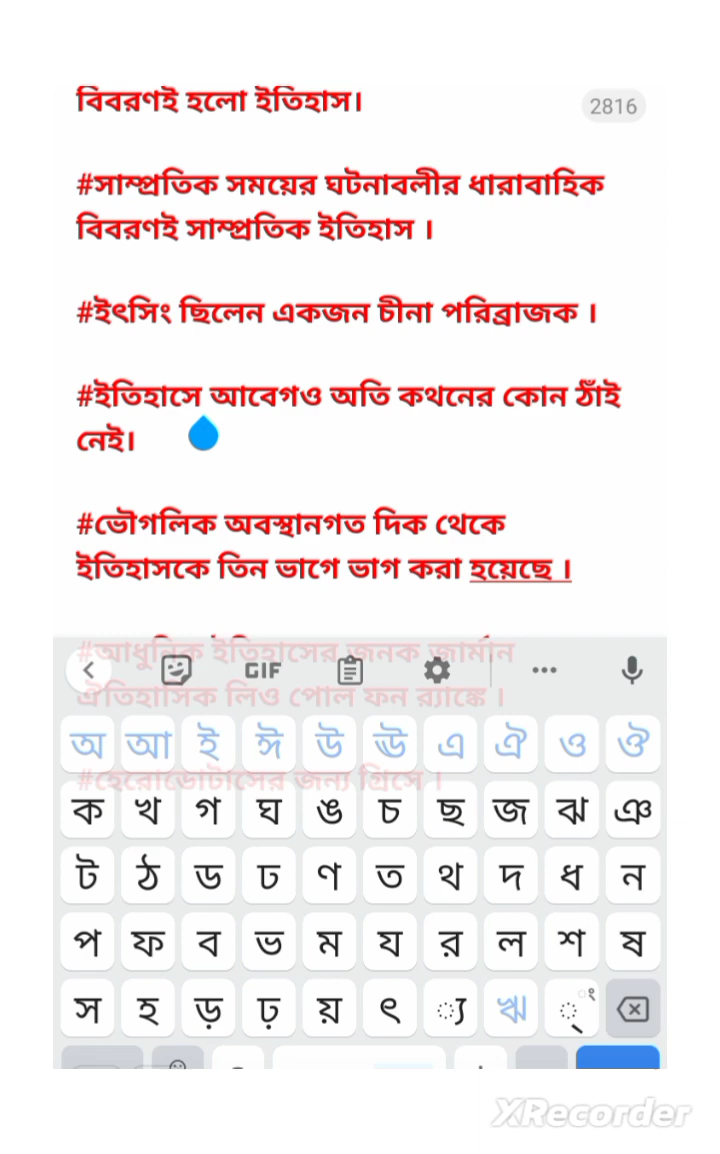 বিবরণই হলো ইতিহাস।
2816
#সাম্প্রতিক সময়ের ঘটনাবলীর ধারাবাহিক
বিবরণই সাম্প্রতিক ইতিহাস ।
#ইৎসিং ছিলেন একজন চীনা পরিব্রাজক ।
#ইতিহাসে আবেগও অতি কথনের কোন ঠাঁই
নেই।
#ভৌগলিক অবস্থানগত দিক থেকে
ইতিহাসকে তিন ভাগে ভাগ করা হয়েছে ।
#আধুনিক ইতিহাসের জনক জার্মান
GIF
ঐতিহাসিক লিও পোল ফন র‍্যাঙ্কে ।
অ আ ই ঈ উ ঊ এ ঐ ও ঔ
#হেরোডোটাসের জন্ম গ্রিসে ।
ক খ গ ঘ ঙ চ ছ জ ঝ ঞ
ট ঠ ড ঢ ণ ত থ দ ধ ন
প ফ ব ভ ম য র ল শ ষ
স হ ড় ঢ় য় ৎ ্য ঋ ্ ং
XRecorder